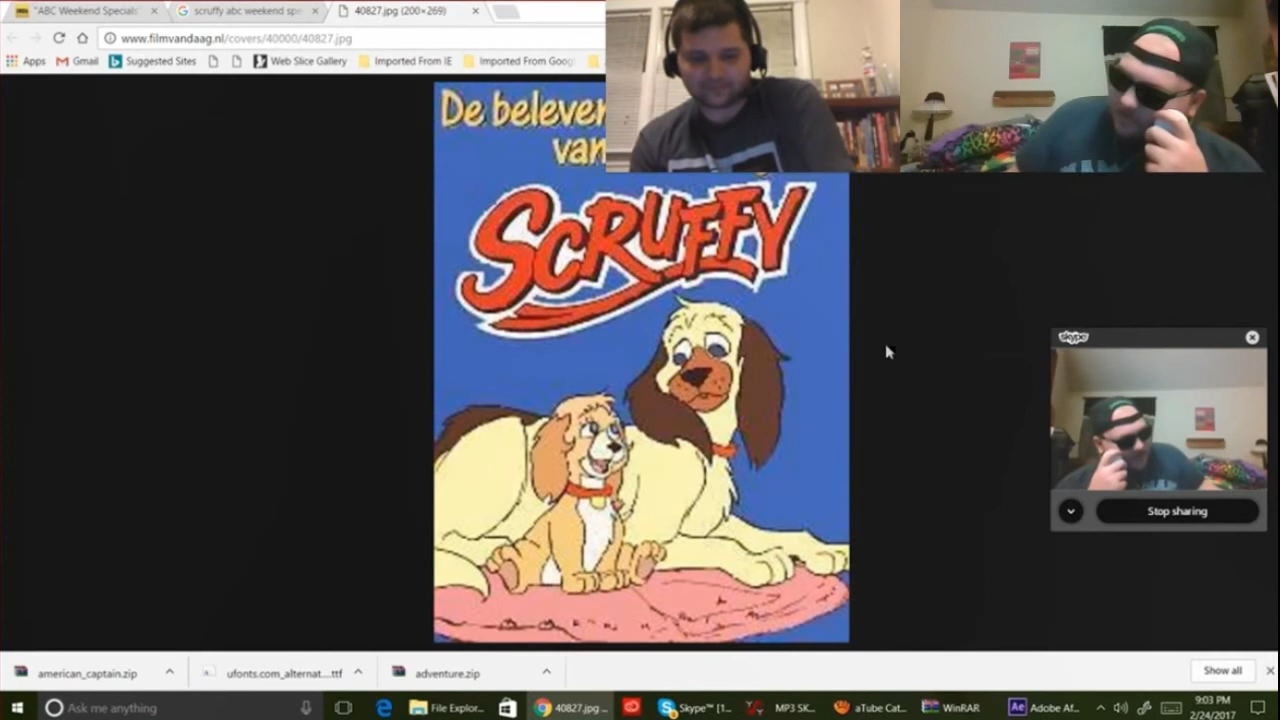 "ABC Weekend Specials"
scruffy abc weekend spe
40827.jpg (200×269)
www.filmvandaag.nl/covers/40000/40827.jpg
Apps
Gmail
Suggested Sites
Web Slice Gallery
Imported From IE
Imported From Googl
De belever
van
SCRUFFY
skype
Stop sharing
american_captain.zip
ufonts.com_alternat....ttf
adventure.zip
Show all
Ask me anything
File Explor...
40827.jpg ...
Skype™ [1...
MP3 SK...
aTube Cat...
WinRAR
Ae
Adobe Af...
9:03 PM
2/24/2017